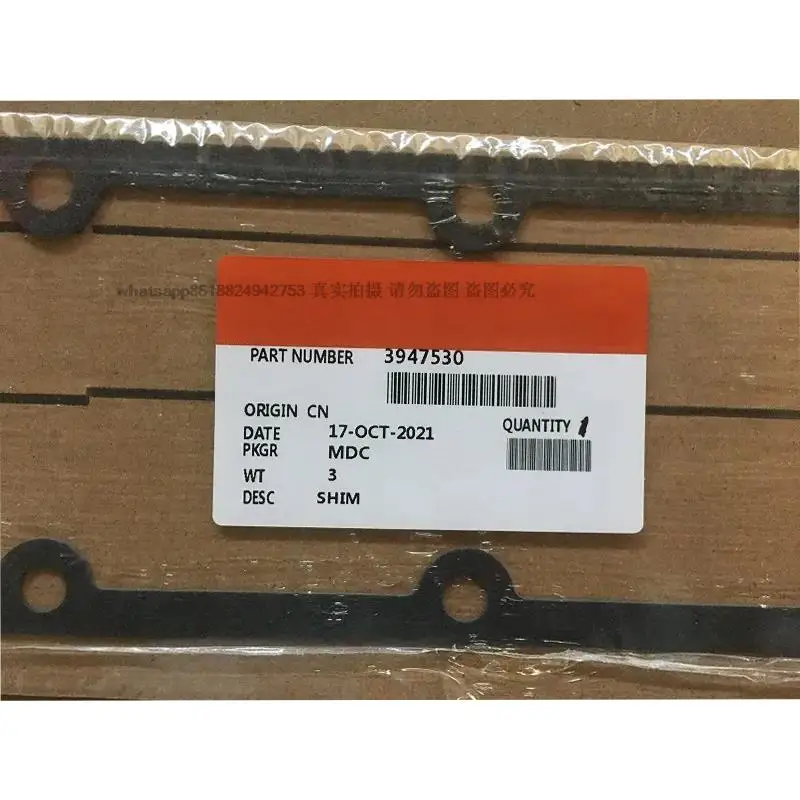 whatsapp8618824942753 真实拍摄 请勿盗图 盗图必究
PART NUMBER 3947530
ORIGIN CN
QUANTITY 1
DATE 17-OCT-2021
PKGR MDC
WT 3
DESC SHIM